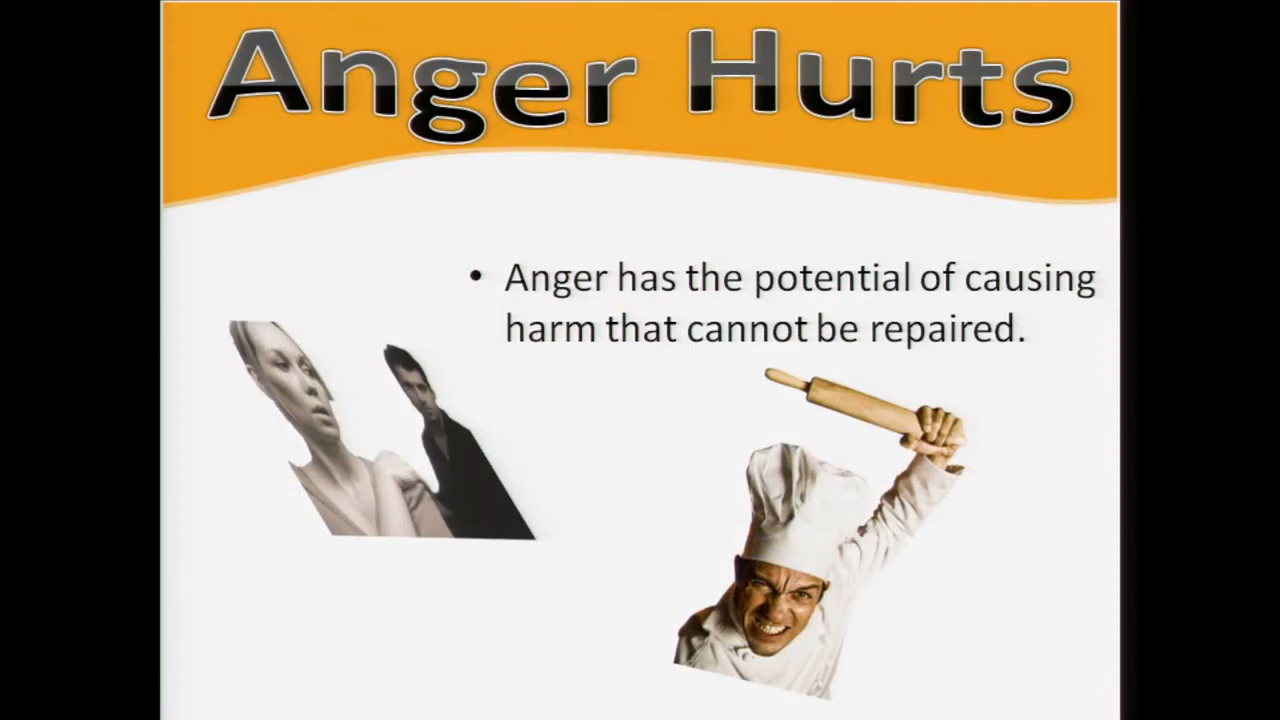 Anger Hurts
• Anger has the potential of causing
harm that cannot be repaired.